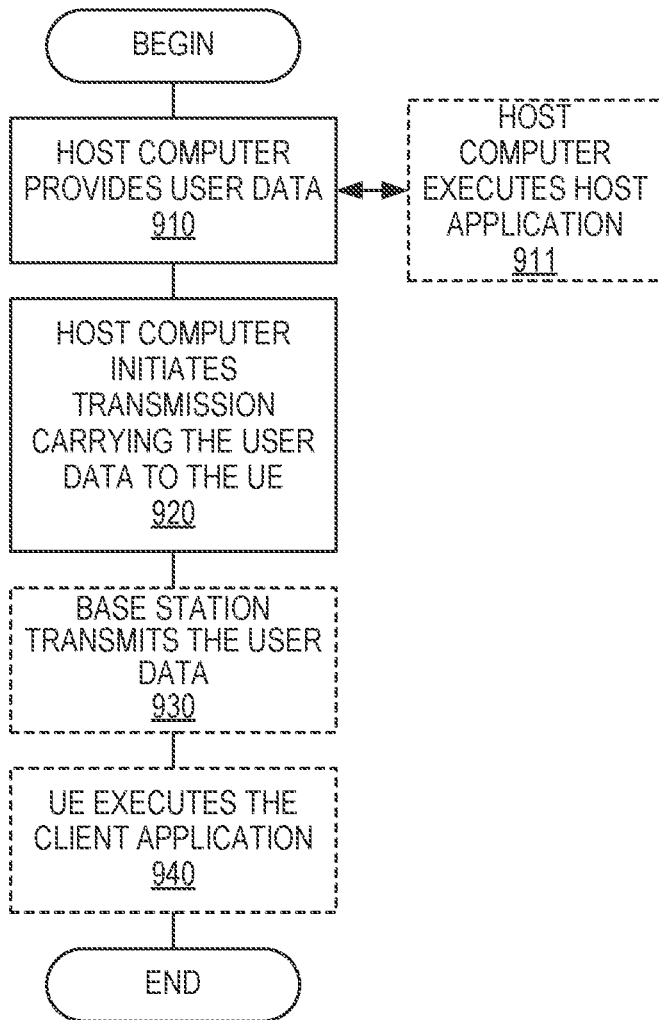 BEGIN
HOST COMPUTER
PROVIDES USER DATA
910
HOST
COMPUTER
EXECUTES HOST
APPLICATION
911
HOST COMPUTER
INITIATES
TRANSMISSION
CARRYING THE USER
DATA TO THE UE
920
BASE STATION
TRANSMITS THE USER
DATA
930
UE EXECUTES THE
CLIENT APPLICATION
940
END